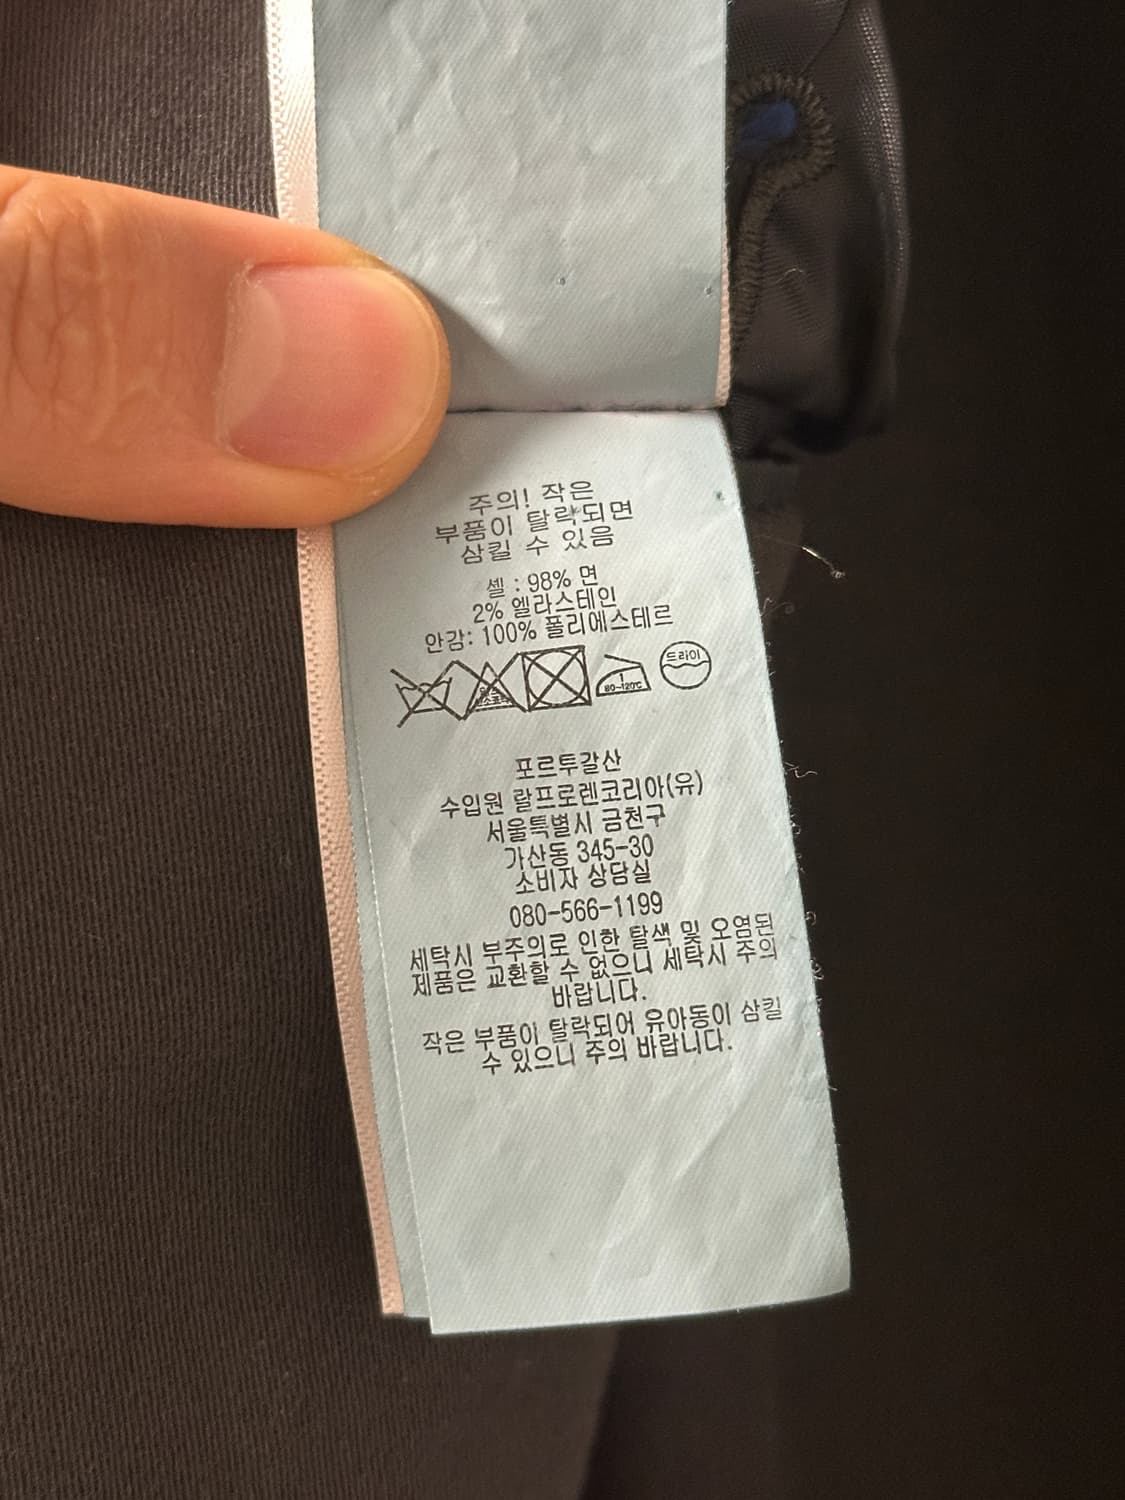 주의! 작은
부품이 탈락되면
삼킬 수 있음
셸 : 98% 면
2% 엘라스테인
안감: 100% 폴리에스테르
80~120℃
드라이
포르투갈산
수입원 랄프로렌코리아(유)
서울특별시 금천구
가산동 345-30
소비자 상담실
080-566-1199
세탁시 부주의로 인한 탈색 및 오염된
제품은 교환할 수 없으니 세탁시 주의
바랍니다.
작은 부품이 탈락되어 유아동이 삼킬
수 있으니 주의 바랍니다.